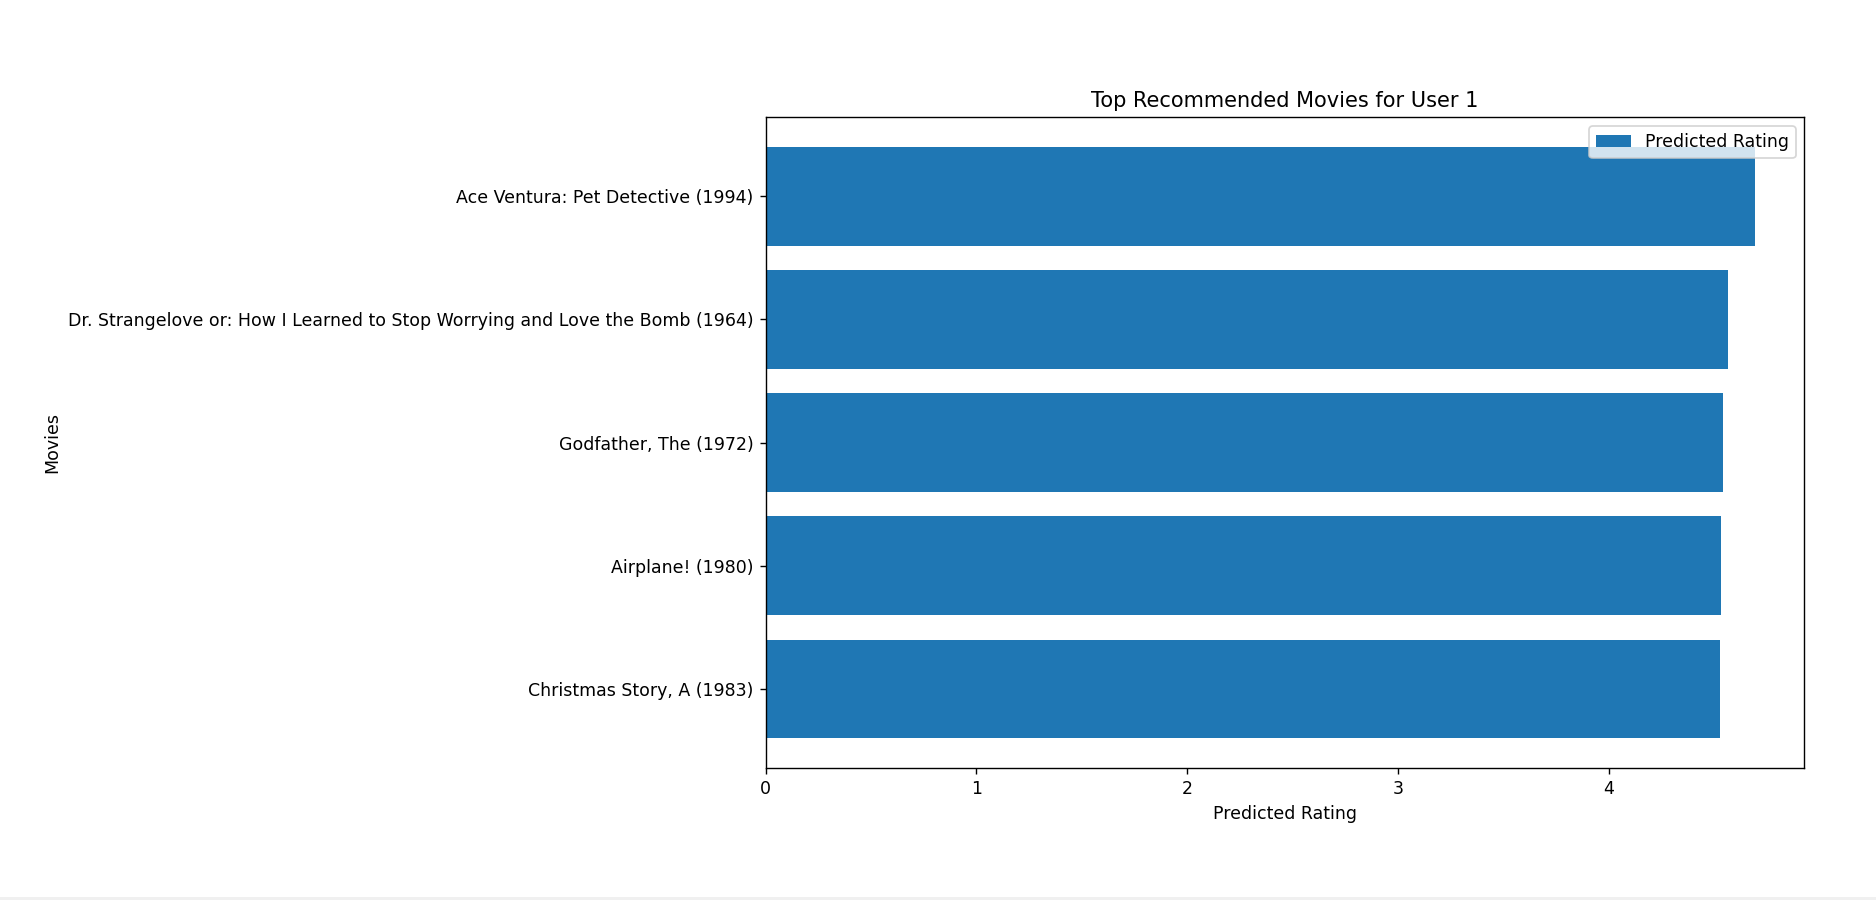 Top Recommended Movies for User 1
Predicted Rating
Ace Ventura: Pet Detective (1994)
Dr. Strangelove or: How I Learned to Stop Worrying and Love the Bomb (1964)
Godfather, The (1972)
Airplane! (1980)
Christmas Story, A (1983)
Movies
0 1 2 3 4
Predicted Rating